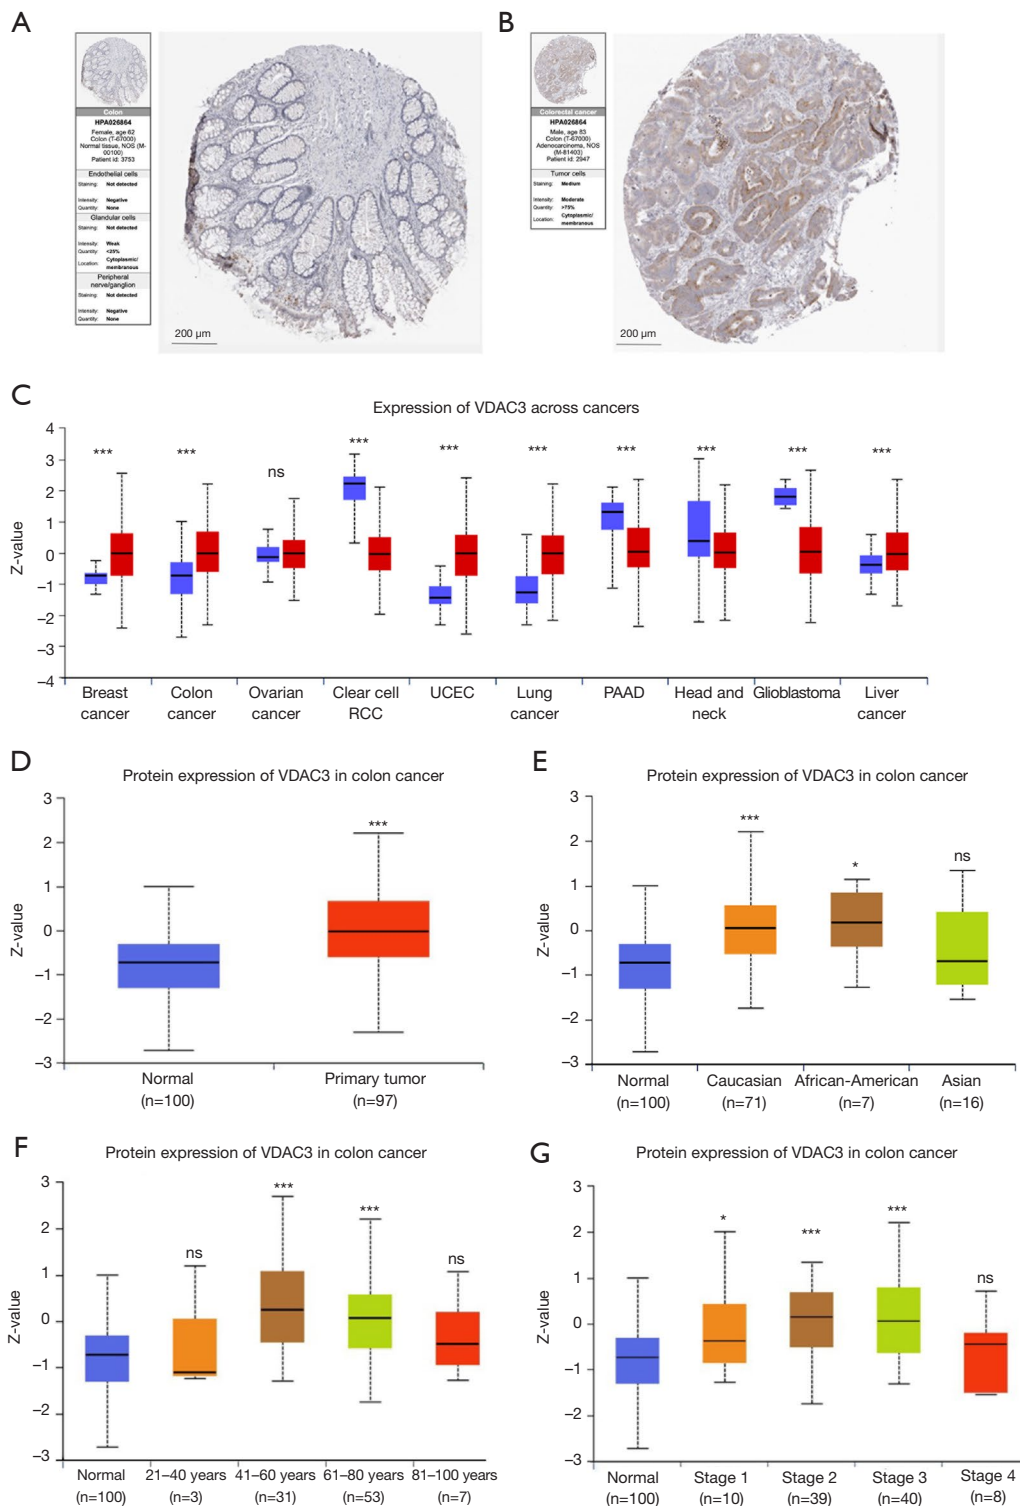 A
Colon
HPA026864
Female, age 62
Colon (T-67000)
Normal tissue, NOS (M-
00100)
Patient id: 3753
Endothelial cells
Staining: Not detected
Intensity: Negative
Quantity: None
Glandular cells
Staining: Not detected
Intensity: Weak
Quantity: <25%
Location: Cytoplasmic/
membranous
Peripheral
nerve/ganglion
Staining: Not detected
Intensity: Negative
Quantity: None
200 µm
B
Colorectal cancer
HPA026864
Male, age 83
Colon (T-67000)
Adenocarcinoma, NOS
(M-81403)
Patient id: 2947
Tumor cells
Staining: Medium
Intensity: Moderate
Quantity: >75%
Location: Cytoplasmic/
membranous
200 µm
C
Expression of VDAC3 across cancers
Z-value
4
3
2
1
0
−1
−2
−3
−4
*** *** ns *** *** *** *** *** *** ***
Breast cancer
Colon cancer
Ovarian cancer
Clear cell RCC
UCEC
Lung cancer
PAAD
Head and neck
Glioblastoma
Liver cancer
D
Protein expression of VDAC3 in colon cancer
Z-value
3
2
1
0
−1
−2
−3
***
Normal
(n=100)
Primary tumor
(n=97)
E
Protein expression of VDAC3 in colon cancer
Z-value
3
2
1
0
−1
−2
−3
*** * ns
Normal
(n=100)
Caucasian
(n=71)
African-American
(n=7)
Asian
(n=16)
F
Protein expression of VDAC3 in colon cancer
Z-value
3
2
1
0
−1
−2
−3
ns *** *** ns
Normal
(n=100)
21–40 years
(n=3)
41–60 years
(n=31)
61–80 years
(n=53)
81–100 years
(n=7)
G
Protein expression of VDAC3 in colon cancer
Z-value
3
2
1
0
−1
−2
−3
* *** *** ns
Normal
(n=100)
Stage 1
(n=10)
Stage 2
(n=39)
Stage 3
(n=40)
Stage 4
(n=8)